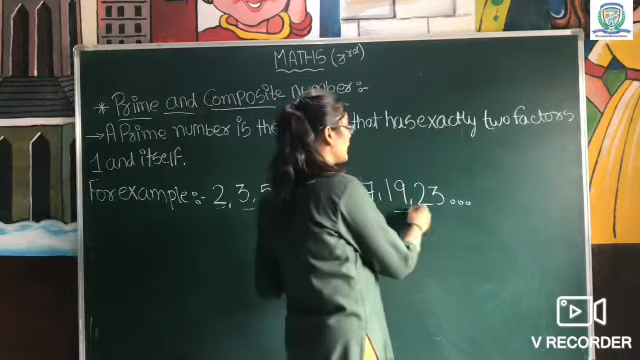 MATHS (3rd)
* Prime and Composite number:-
→ A Prime number is the that has exactly two factors
1 and itself.
For example:- 2, 3, 5 7, 19, 23...
V RECORDER